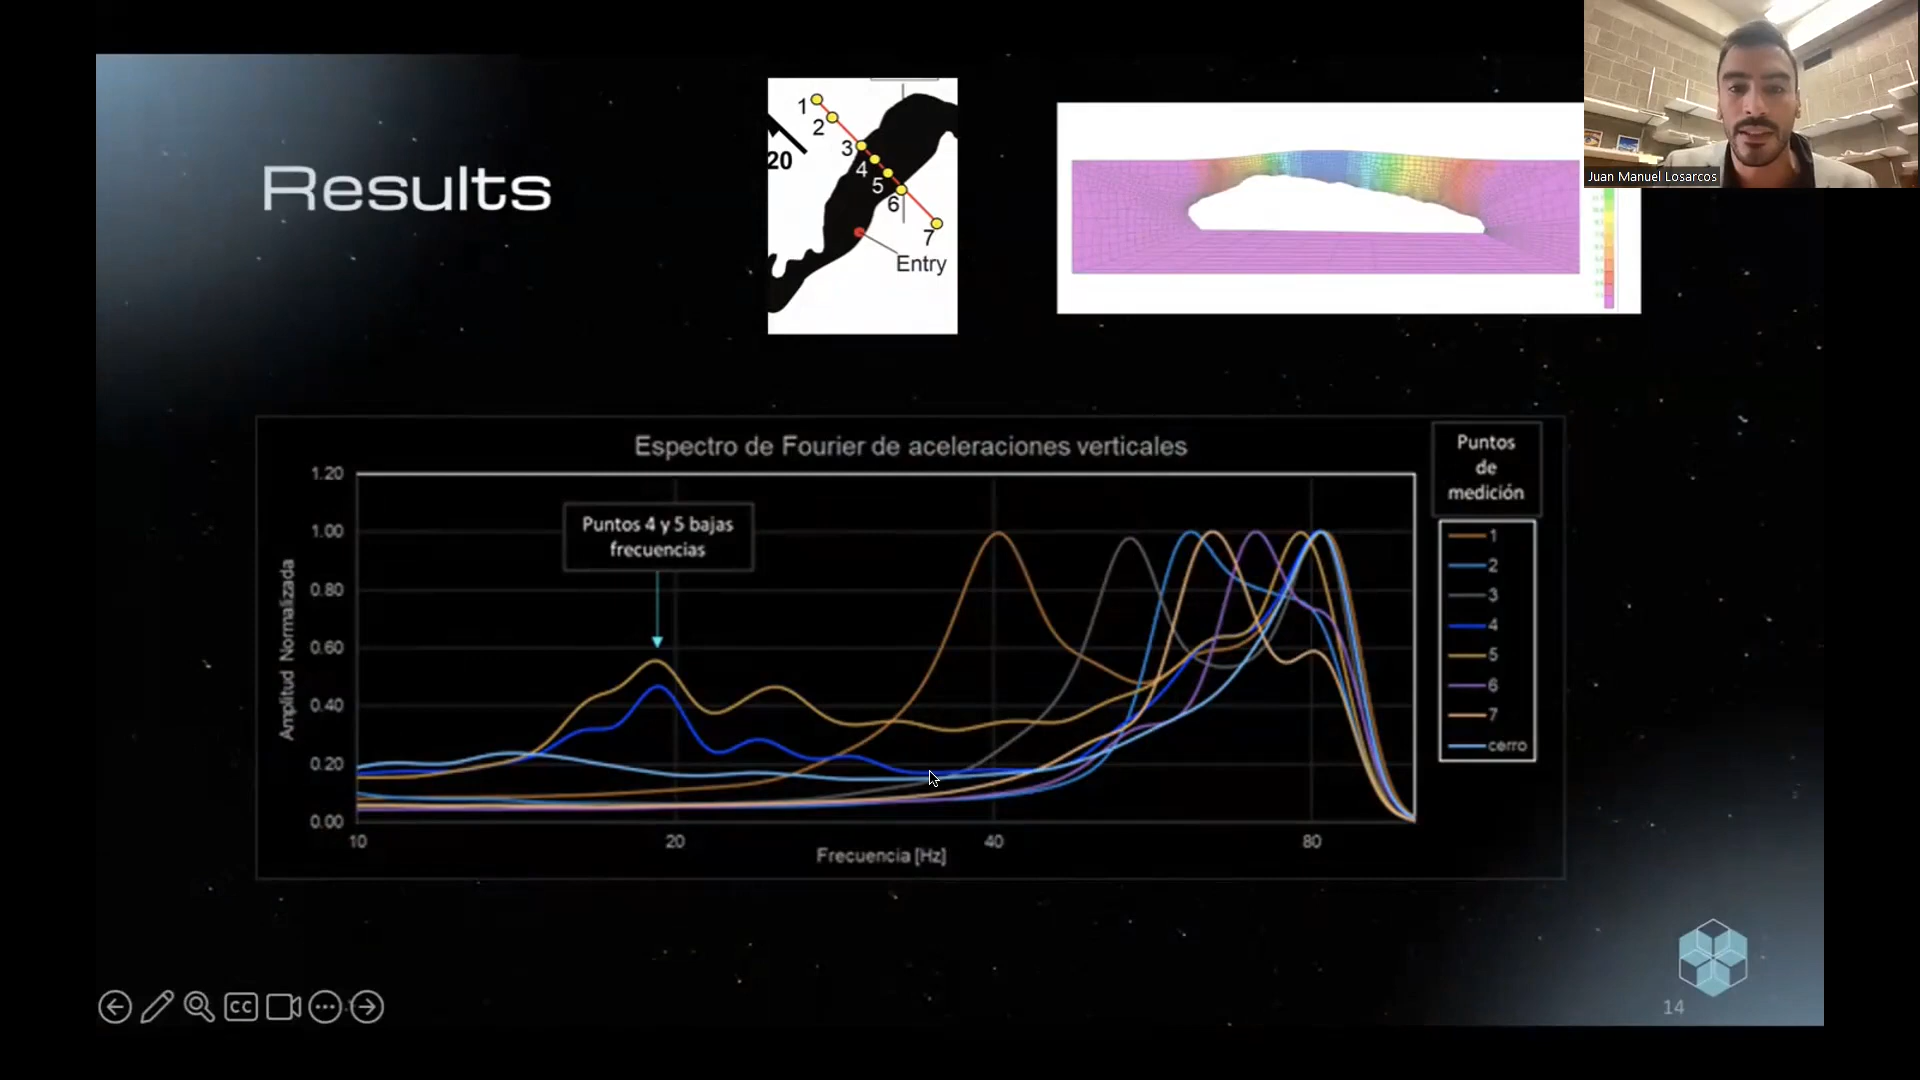 Juan Manuel Losarcos
Results
1
2
3
4
5
6
7
20
Entry
Espectro de Fourier de aceleraciones verticales
Puntos
de
medición
Puntos 4 y 5 bajas
frecuencias
Amplitud Normalizada
1.20
1.00
0.80
0.60
0.40
0.20
0.00
10
20
40
80
Frecuencia [Hz]
1
2
3
4
5
6
7
cerro
CC
14